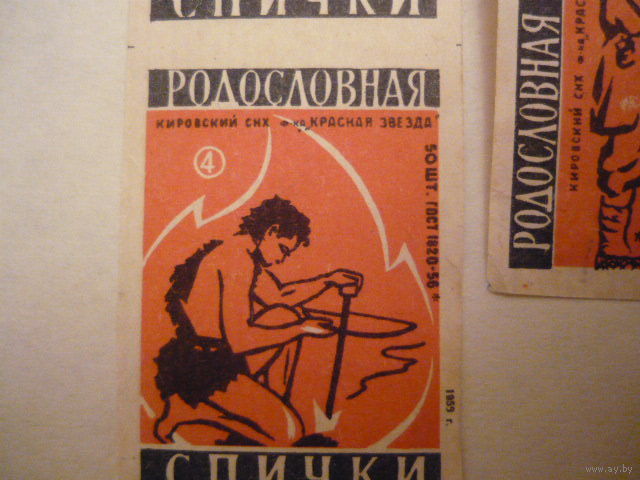 СПИЧКИ
РОДОСЛОВНАЯ
КИРОВСКИЙ СНХ Ф-КА „КРАСНАЯ ЗВЕЗДА"
4
50 ШТ. ГОСТ 1820-56
1959 г.
СПИЧКИ
РОДОСЛОВНАЯ
КИРОВСКИЙ СНХ Ф-КА „КРАС
www.ay.by